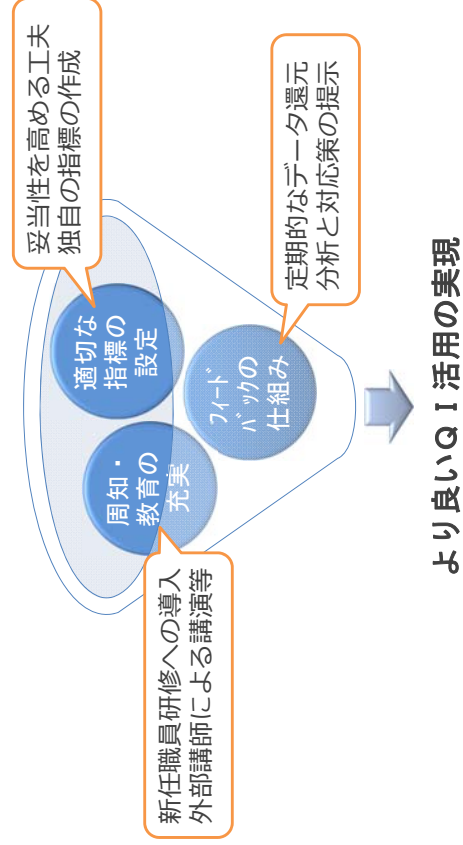 妥当性を高める工夫
独自の指標の作成
適切な
指標の
設定
周知・
教育の
充実
新任職員研修への導入
外部講師による講演等
フィード
バックの
仕組み
定期的なデータ還元
分析と対応策の提示
より良いＱＩ活用の実現